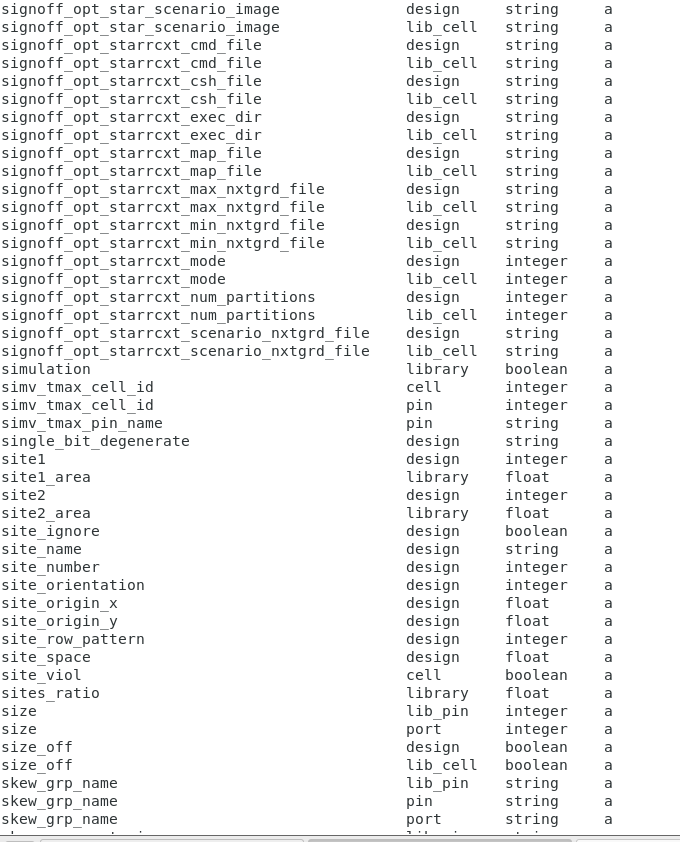 signoff_opt_star_scenario_image design string a
signoff_opt_star_scenario_image lib_cell string a
signoff_opt_starrcxt_cmd_file design string a
signoff_opt_starrcxt_cmd_file lib_cell string a
signoff_opt_starrcxt_csh_file design string a
signoff_opt_starrcxt_csh_file lib_cell string a
signoff_opt_starrcxt_exec_dir design string a
signoff_opt_starrcxt_exec_dir lib_cell string a
signoff_opt_starrcxt_map_file design string a
signoff_opt_starrcxt_map_file lib_cell string a
signoff_opt_starrcxt_max_nxtgrd_file design string a
signoff_opt_starrcxt_max_nxtgrd_file lib_cell string a
signoff_opt_starrcxt_min_nxtgrd_file design string a
signoff_opt_starrcxt_min_nxtgrd_file lib_cell string a
signoff_opt_starrcxt_mode design integer a
signoff_opt_starrcxt_mode lib_cell integer a
signoff_opt_starrcxt_num_partitions design integer a
signoff_opt_starrcxt_num_partitions lib_cell integer a
signoff_opt_starrcxt_scenario_nxtgrd_file design string a
signoff_opt_starrcxt_scenario_nxtgrd_file lib_cell string a
simulation library boolean a
simv_tmax_cell_id cell integer a
simv_tmax_cell_id pin integer a
simv_tmax_pin_name pin string a
single_bit_degenerate design string a
site1 design integer a
site1_area library float a
site2 design integer a
site2_area library float a
site_ignore design boolean a
site_name design string a
site_number design integer a
site_orientation design integer a
site_origin_x design float a
site_origin_y design float a
site_row_pattern design integer a
site_space design float a
site_viol cell boolean a
sites_ratio library float a
size lib_pin integer a
size port integer a
size_off design boolean a
size_off lib_cell boolean a
skew_grp_name lib_pin string a
skew_grp_name pin string a
skew_grp_name port string a